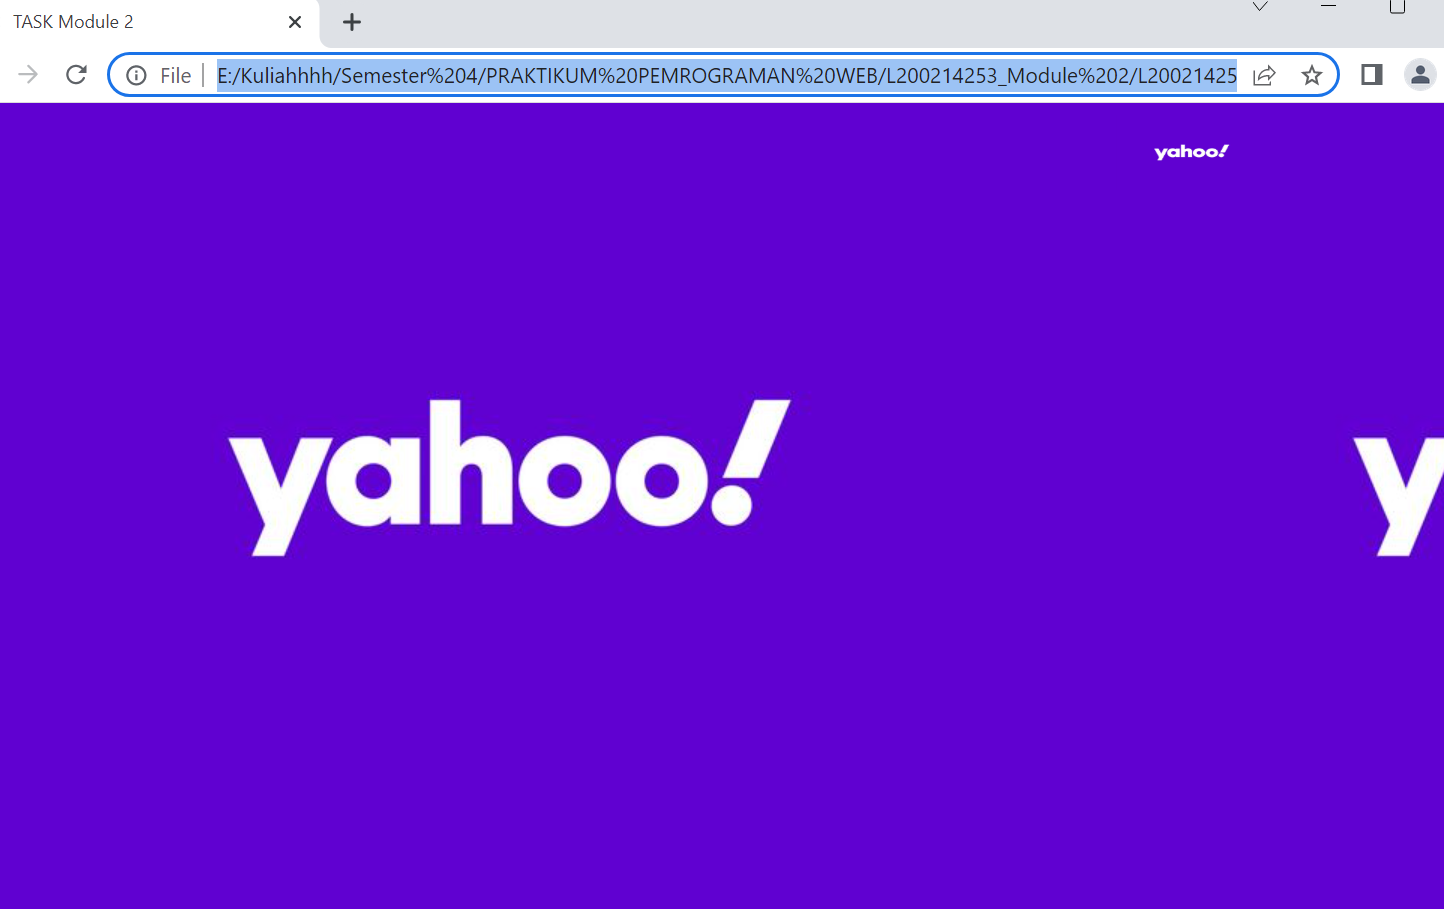 TASK Module 2
File
E:/Kuliahhhh/Semester%204/PRAKTIKUM%20PEMROGRAMAN%20WEB/L200214253_Module%202/L20021425
yahoo!
yahoo!
y